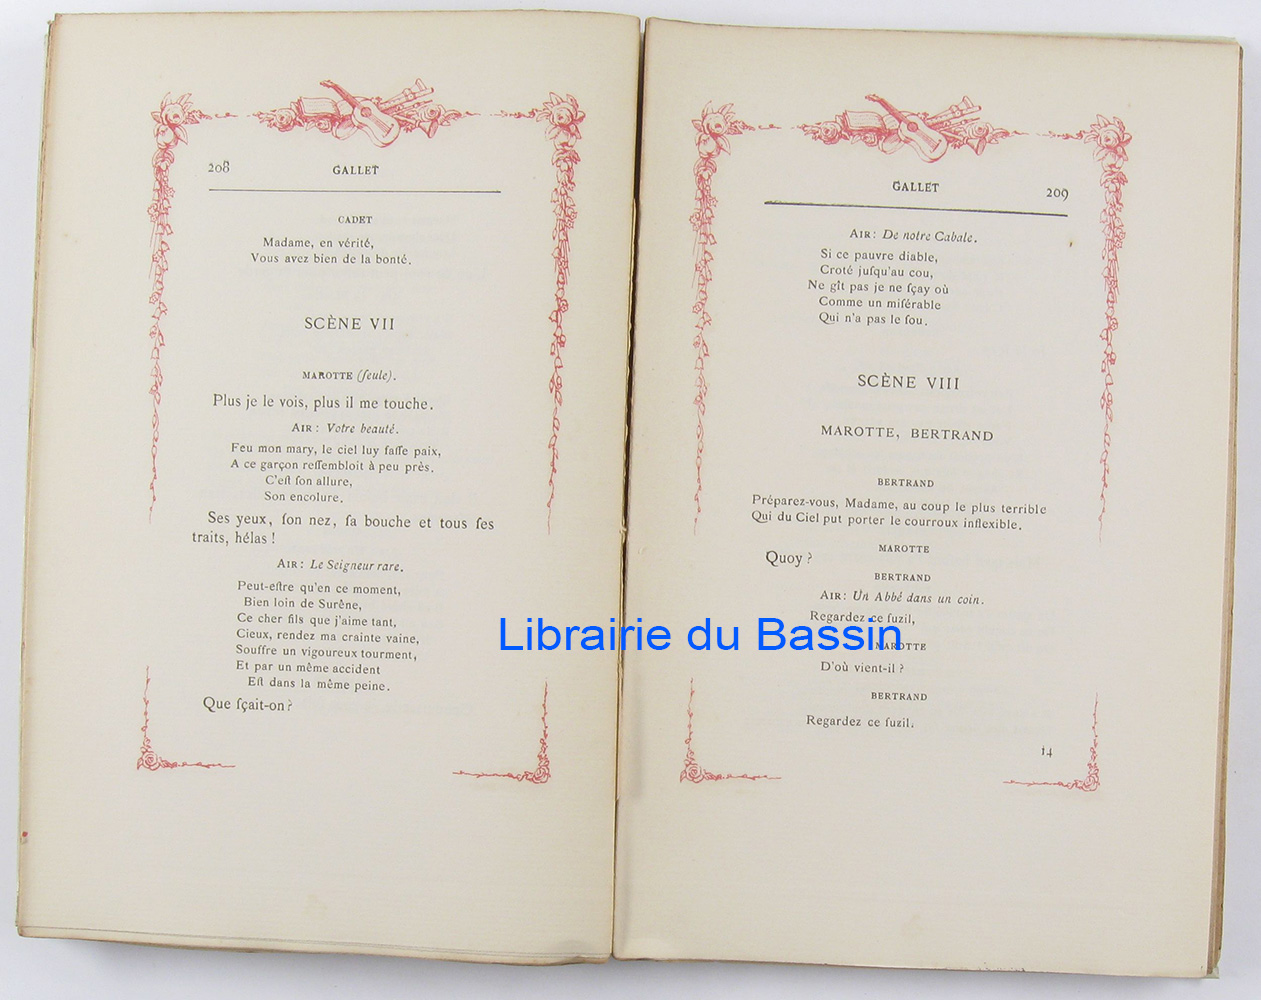 208
GALLET
CADET
Madame, en vérité,
Vous avez bien de la bonté.
SCÈNE VII
MAROTTE (ſeule).
Plus je le vois, plus il me touche.
AIR : Votre beauté.
Feu mon mary, le ciel luy faſſe paix,
A ce garçon reſſembloit à peu près.
C'eſt ſon allure,
Son encolure.
Ses yeux, ſon nez, ſa bouche et tous ſes
traits, hélas !
AIR : Le Seigneur rare.
Peut-eſtre qu'en ce moment,
Bien loin de Surêne,
Ce cher fils que j'aime tant,
Cieux, rendez ma crainte vaine,
Souffre un vigoureux tourment,
Et par un même accident
Eſt dans la même peine.
Que ſçait-on ?
GALLET
209
AIR : De notre Cabale.
Si ce pauvre diable,
Croté juſqu'au cou,
Ne gît pas je ne ſçay où
Comme un miſérable
Qui n'a pas le ſou.
SCÈNE VIII
MAROTTE, BERTRAND
BERTRAND
Préparez-vous, Madame, au coup le plus terrible
Qui du Ciel put porter le courroux inflexible.
MAROTTE
Quoy ?
BERTRAND
AIR : Un Abbé dans un coin.
Regardez ce fuzil,
MAROTTE
D'où vient-il ?
BERTRAND
Regardez ce fuzil.
14
Librairie du Bassin